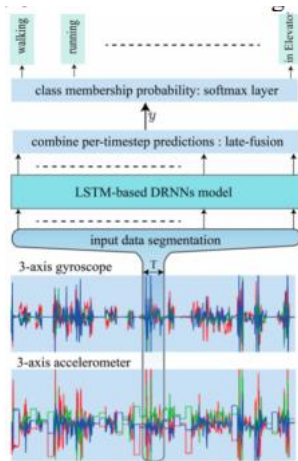 walking
running
in Elevator
class membership probability: softmax layer
y
combine per-timestep predictions : late-fusion
LSTM-based DRNNs model
input data segmentation
3-axis gyroscope
T
3-axis accelerometer